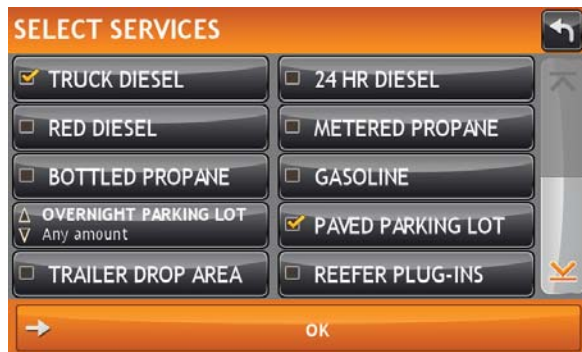 SELECT SERVICES
TRUCK DIESEL
24 HR DIESEL
RED DIESEL
METERED PROPANE
BOTTLED PROPANE
GASOLINE
OVERNIGHT PARKING LOT
Any amount
PAVED PARKING LOT
TRAILER DROP AREA
REEFER PLUG-INS
OK